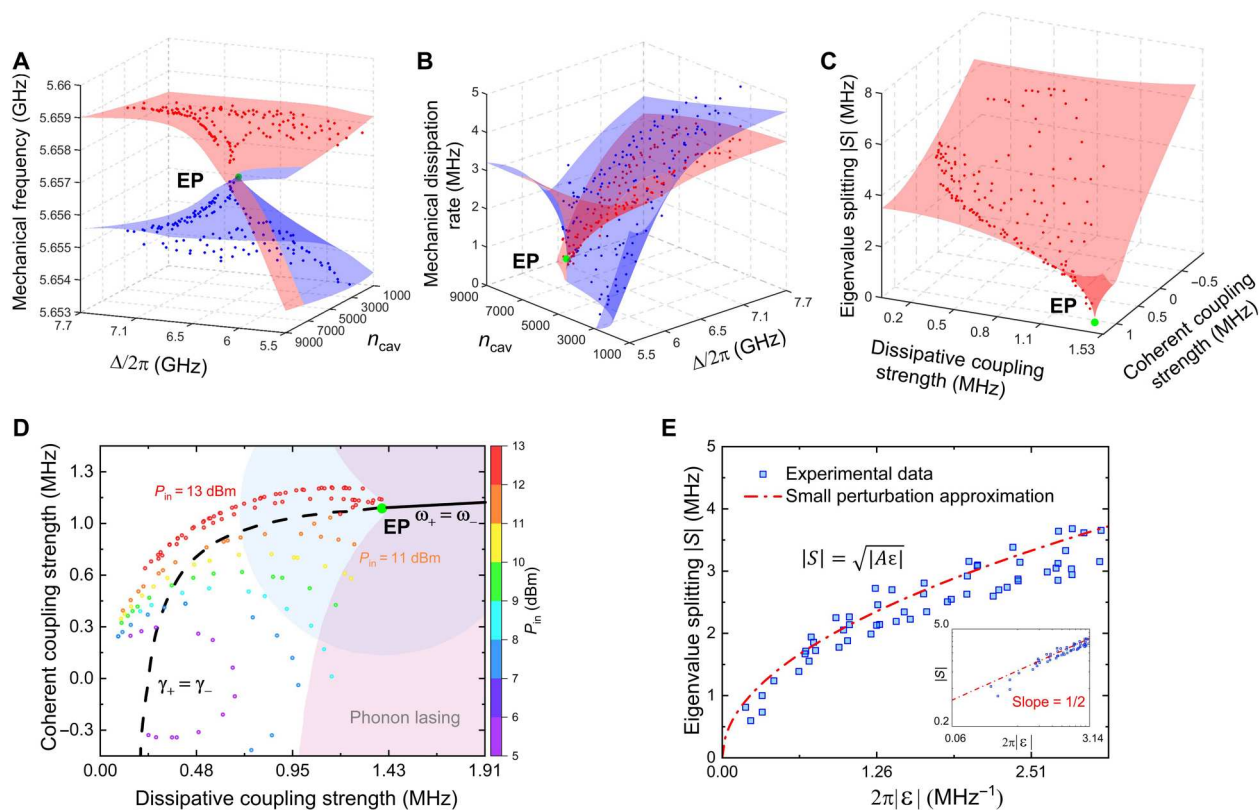 A
Mechanical frequency (GHz)
5.66
5.659
5.658
5.657
5.656
5.655
5.654
5.653
EP
7.7
7.1
6.5
6
5.5
Δ/2π (GHz)
1000
3000
5000
7000
9000
n_cav
B
Mechanical dissipation
rate (MHz)
5
4
3
2
1
0
EP
9000
7000
5000
3000
1000
n_cav
5.5
6
6.5
7.1
7.7
Δ/2π (GHz)
C
Eigenvalue splitting |S| (MHz)
8
6
4
2
0
EP
0.2
0.5
0.8
1.1
1.53
Dissipative coupling
strength (MHz)
−0.5
0
0.5
1
Coherent coupling
strength (MHz)
D
Coherent coupling strength (MHz)
1.3
1.0
0.6
0.3
0.0
−0.3
P_in = 13 dBm
EP
ω₊ = ω₋
P_in = 11 dBm
γ₊ = γ₋
Phonon lasing
0.00
0.48
0.95
1.43
1.91
Dissipative coupling strength (MHz)
13
12
11
10
9
8
7
6
5
P_in (dBm)
E
Eigenvalue splitting |S| (MHz)
5
4
3
2
1
0
Experimental data
Small perturbation approximation
|S| = √|Aε|
5.0
|S|
0.2
Slope = 1/2
0.06
2π|ε|
3.14
0.00
1.26
2.51
2π|ε| (MHz⁻¹)